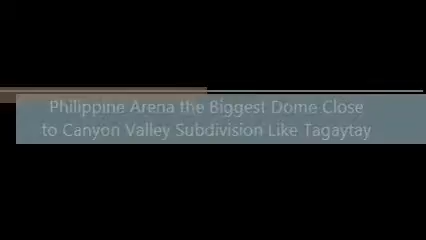 Philippine Arena the Biggest Dome Close
to Canyon Valley Subdivision Like Tagaytay